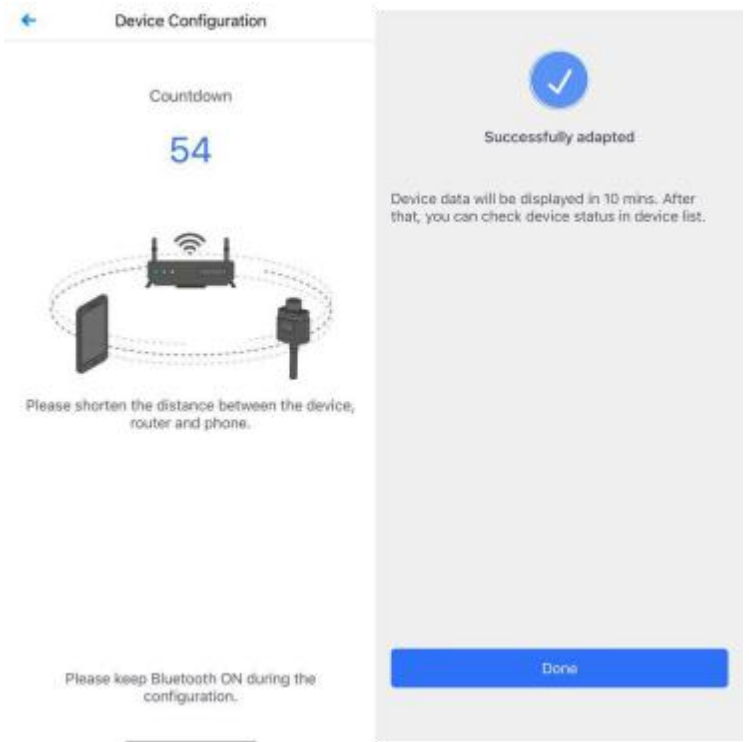 Device Configuration
Countdown
54
Please shorten the distance between the device,
router and phone.
Please keep Bluetooth ON during the
configuration.
Successfully adapted
Device data will be displayed in 10 mins. After
that, you can check device status in device list.
Done